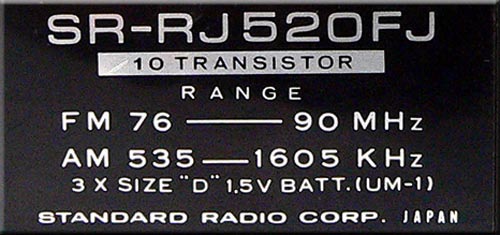 SR-RJ520FJ
10 TRANSISTOR
RANGE
FM 76 — 90 MHz
AM 535 — 1605 KHz
3 X SIZE "D" 1.5V BATT.(UM-1)
STANDARD RADIO CORP. JAPAN